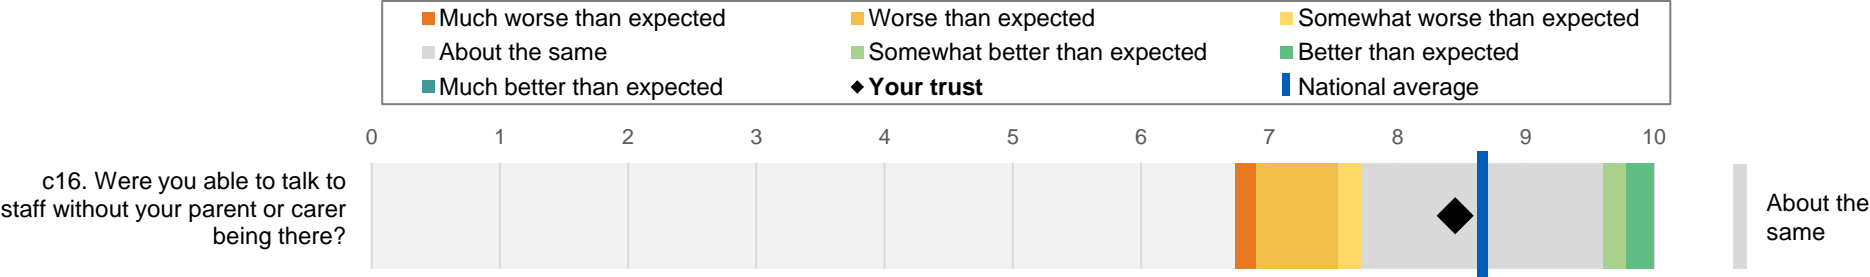 Much worse than expected
Worse than expected
Somewhat worse than expected
About the same
Somewhat better than expected
Better than expected
Much better than expected
Your trust
National average
0 1 2 3 4 5 6 7 8 9 10
c16. Were you able to talk to
staff without your parent or carer
being there?
About the
same